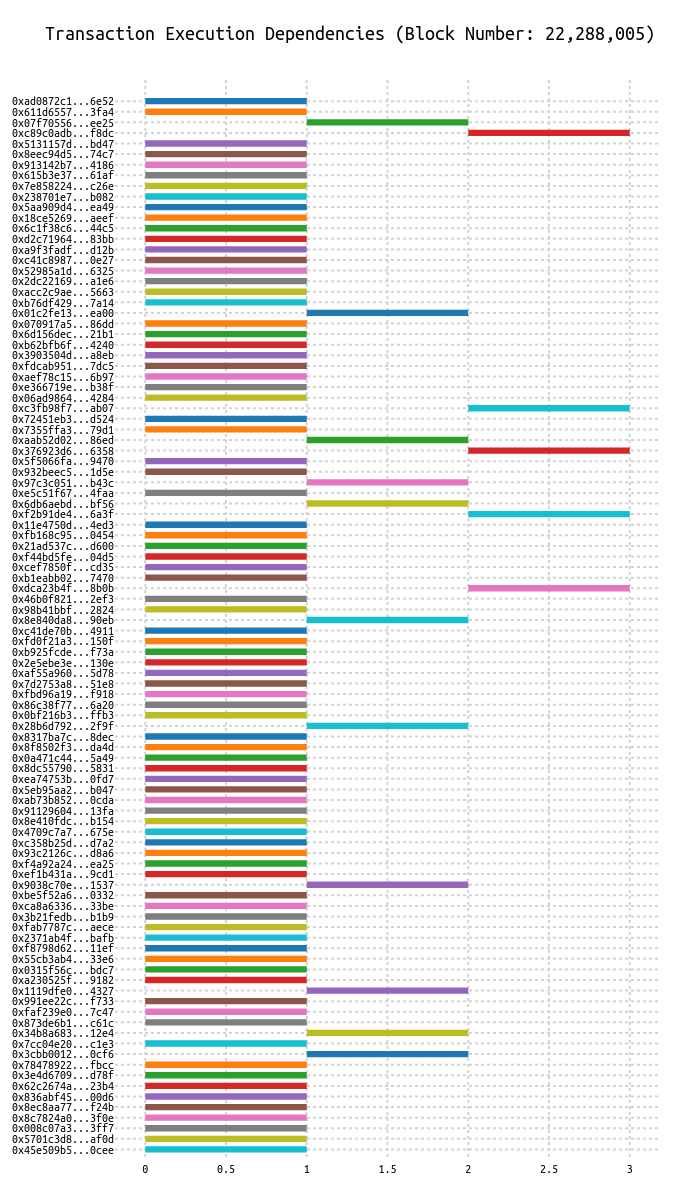 Transaction Execution Dependencies (Block Number: 22,288,005)
0xad0872c1...6e52
0x611d6557...3fa4
0x07f70556...ee25
0xc89c0adb...f8dc
0x5131157d...bd47
0x8eec94d5...74c7
0x913142b7...4186
0x615b3e37...61af
0x7e858224...c26e
0x238701e7...b082
0x5aa909d4...ea49
0x18ce5269...aeef
0x6c1f38c6...44c5
0xd2c71964...83bb
0xa9f3fadf...d12b
0xc41c8987...0e27
0x52985a1d...6325
0x2dc22169...a1e6
0xacc2c9ae...5663
0xb76df429...7a14
0x01c2fe13...ea00
0x070917a5...86dd
0x6d156dec...21b1
0xb62bfb6f...4240
0x3903504d...a8eb
0xfdcab951...7dc5
0xaef78c15...6b97
0xe366719e...b38f
0x06ad9864...4284
0xc3fb98f7...ab07
0x72451eb3...d524
0x7355ffa3...79d1
0xaab52d02...86ed
0x376923d6...6358
0x5f5066fa...9470
0x932beec5...1d5e
0x97c3c051...b43c
0xe5c51f67...4faa
0x6db6aebd...bf56
0xf2b91de4...6a3f
0x11e4750d...4ed3
0xfb168c95...0454
0x21ad537c...d600
0xf44bd5fe...04d5
0xcef7850f...cd35
0xb1eabb02...7470
0xdca23b4f...8b0b
0x46b0f821...2ef3
0x98b41bbf...2824
0x8e840da8...90eb
0xc41de70b...4911
0xfd0f21a3...150f
0xb925fcde...f73a
0x2e5ebe3e...130e
0xaf55a960...5d78
0x7d2753a8...51e8
0xfbd96a19...f918
0x86c38f77...6a20
0x0bf216b3...ffb3
0x28b6d792...2f9f
0x8317ba7c...8dec
0x8f8502f3...da4d
0x0a471c44...5a49
0x8dc55790...5831
0xea74753b...0fd7
0x5eb95aa2...b047
0xab73b852...0cda
0x91129604...13fa
0x8e410fdc...b154
0x4709c7a7...675e
0xc358b25d...d7a2
0x93c2126c...d8a6
0xf4a92a24...ea25
0xef1b431a...9cd1
0x9038c70e...1537
0xbe5f52a6...0332
0xca8a6336...33be
0x3b21fedb...b1b9
0xfab7787c...aece
0x2371ab4f...bafb
0xf8798d62...11ef
0x55cb3ab4...33e6
0x0315f56c...bdc7
0xa230525f...9182
0x1119dfe0...4327
0x991ee22c...f733
0xfaf239e0...7c47
0x873de6b1...c61c
0x34b8a683...12e4
0x7cc04e20...c1e3
0x3cbb0012...0cf6
0x78478922...fbcc
0x3e4d6709...d78f
0x62c2674a...23b4
0x836abf45...00d6
0x8ec8aa77...f24b
0x8c7824a0...3f0e
0x008c07a3...3ff7
0x5701c3d8...af0d
0x45e509b5...0cee
0 0.5 1 1.5 2 2.5 3